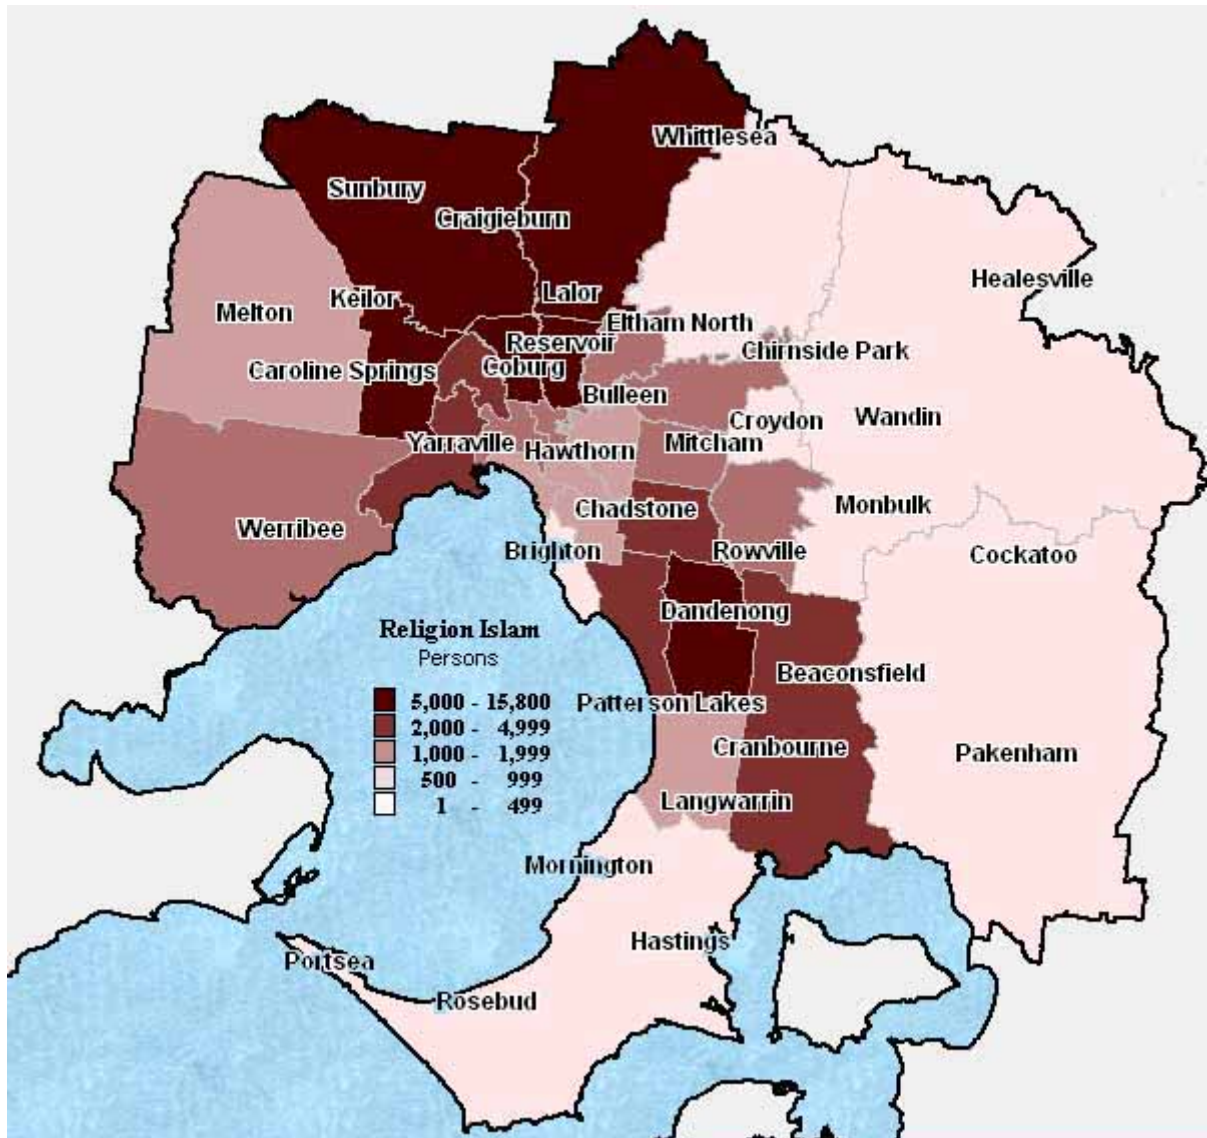 Whittlesea
Sunbury
Craigieburn
Healesville
Keilor
Lalor
Melton
Eltham North
Reservoir
Chirnside Park
Caroline Springs
Coburg
Bulleen
Croydon
Wandin
Yarraville
Hawthorn
Mitcham
Chadstone
Monbulk
Werribee
Brighton
Rowville
Cockatoo
Dandenong
Religion Islam
Persons
5,000 - 15,800
2,000 - 4,999
1,000 - 1,999
500 - 999
1 - 499
Beaconsfield
Patterson Lakes
Cranbourne
Pakenham
Langwarrin
Mornington
Hastings
Portsea
Rosebud